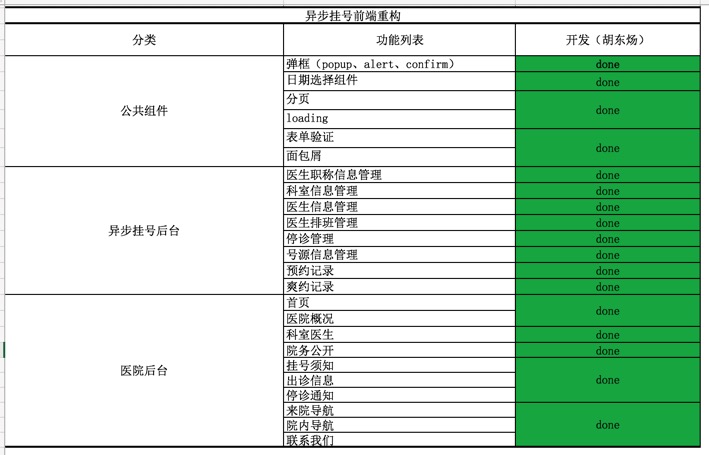 异步挂号前端重构
分类 功能列表 开发（胡东炀）
公共组件
弹框（popup、alert、confirm） done
日期选择组件 done
分页
loading
done
表单验证
面包屑
done
异步挂号后台
医生职称信息管理 done
科室信息管理 done
医生信息管理 done
医生排班管理 done
停诊管理 done
号源信息管理 done
预约记录 done
爽约记录 done
医院后台
首页
医院概况
done
科室医生 done
院务公开 done
挂号须知
出诊信息
停诊通知
done
来院导航
院内导航
联系我们
done